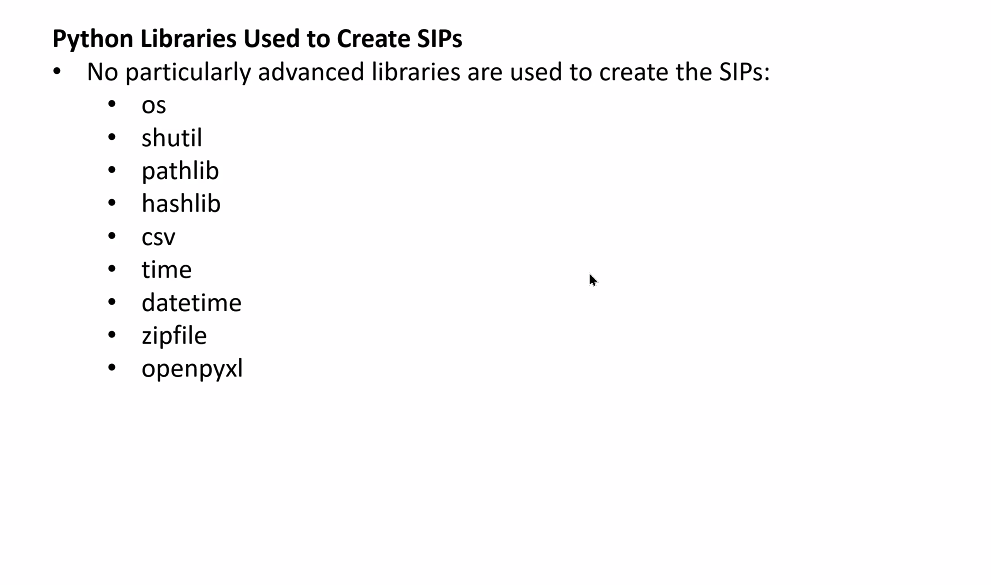 Python Libraries Used to Create SIPs
• No particularly advanced libraries are used to create the SIPs:
• os
• shutil
• pathlib
• hashlib
• csv
• time
• datetime
• zipfile
• openpyxl